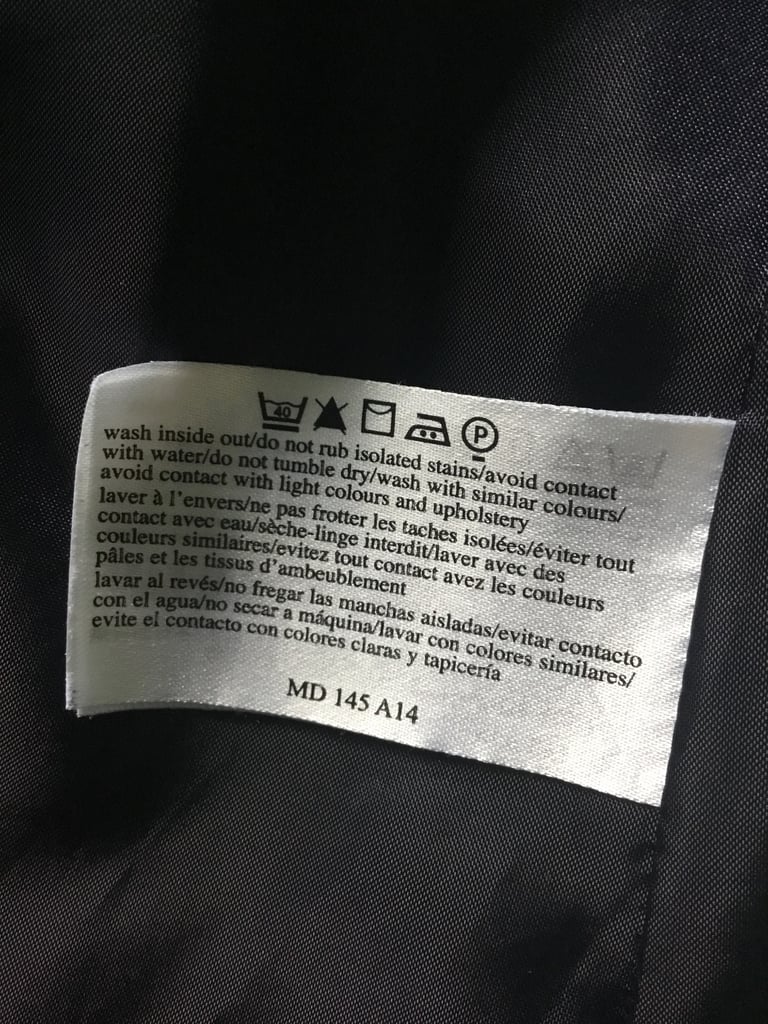 40 P
wash inside out/do not rub isolated stains/avoid contact
with water/do not tumble dry/wash with similar colours/
avoid contact with light colours and upholstery
laver à l'envers/ne pas frotter les taches isolées/éviter tout
contact avec eau/sèche-linge interdit/laver avec des
couleurs similaires/evitez tout contact avez les couleurs
pâles et les tissus d'ambeublement
lavar al revés/no fregar las manchas aisladas/evitar contacto
con el agua/no secar a máquina/lavar con colores similares/
evite el contacto con colores claras y tapicería
MD 145 A14